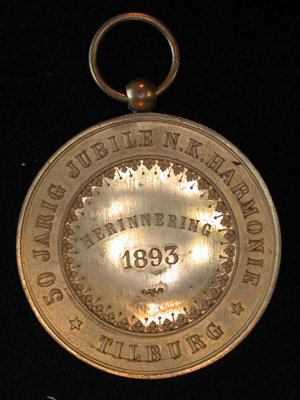 50 JARIG JUBILE N.K. HARMONIE
HERINNERING
1893
TILBURG